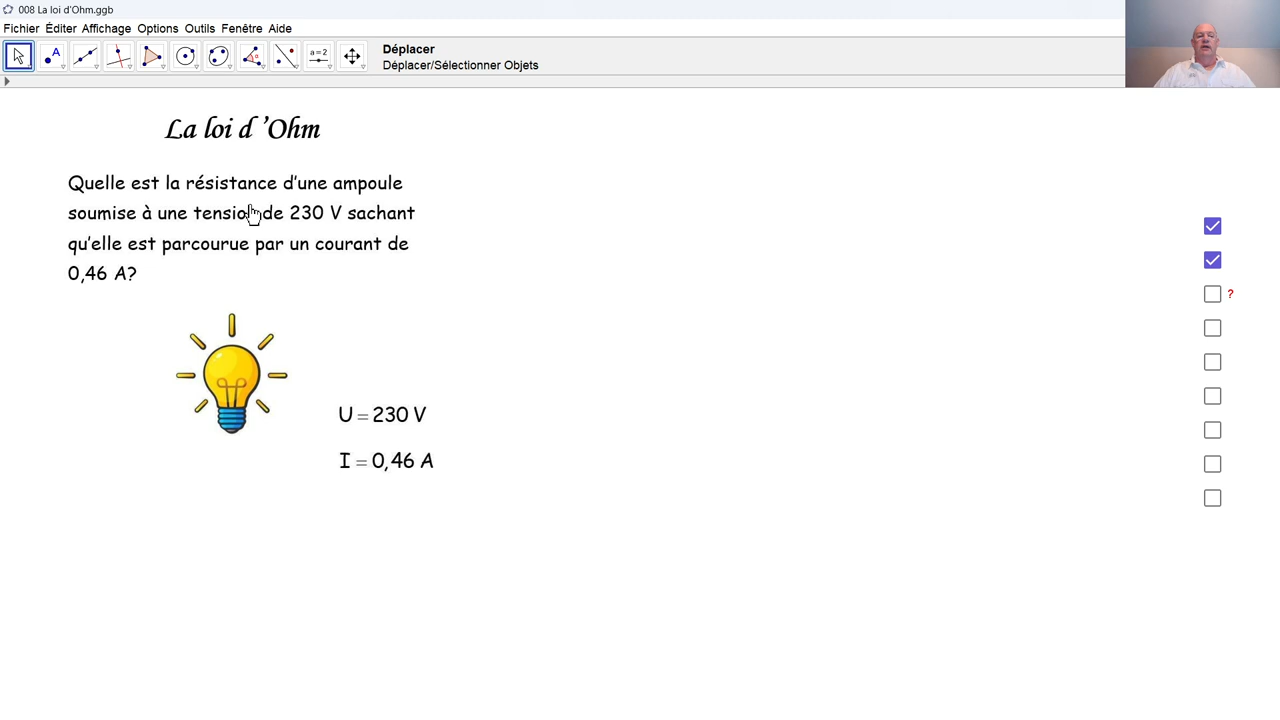 008 La loi d'Ohm.ggb
Fichier Éditer Affichage Options Outils Fenêtre Aide
A
a=2
Déplacer
Déplacer/Sélectionner Objets
La loi d 'Ohm
Quelle est la résistance d'une ampoule
soumise à une tension de 230 V sachant
qu'elle est parcourue par un courant de
0,46 A?
?
U = 230 V
I = 0,46 A